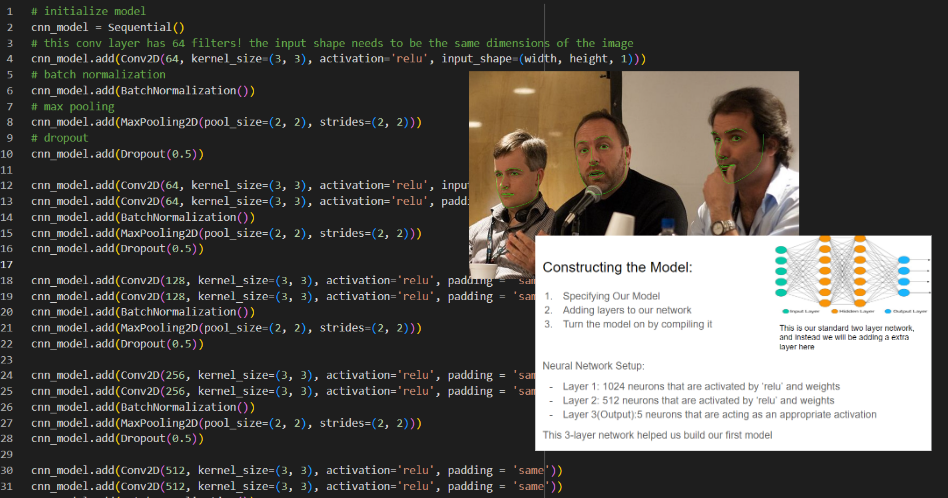 1 # initialize model
2 cnn_model = Sequential()
3 # this conv layer has 64 filters! the input shape needs to be the same dimensions of the image
4 cnn_model.add(Conv2D(64, kernel_size=(3, 3), activation='relu', input_shape=(width, height, 1)))
5 # batch normalization
6 cnn_model.add(BatchNormalization())
7 # max pooling
8 cnn_model.add(MaxPooling2D(pool_size=(2, 2), strides=(2, 2)))
9 # dropout
10 cnn_model.add(Dropout(0.5))
11
12 cnn_model.add(Conv2D(64, kernel_size=(3, 3), activation='relu', inpu
13 cnn_model.add(Conv2D(64, kernel_size=(3, 3), activation='relu', padd
14 cnn_model.add(BatchNormalization())
15 cnn_model.add(MaxPooling2D(pool_size=(2, 2), strides=(2, 2)))
16 cnn_model.add(Dropout(0.5))
17
18 cnn_model.add(Conv2D(128, kernel_size=(3, 3), activation='relu', padding = 'sam
19 cnn_model.add(Conv2D(128, kernel_size=(3, 3), activation='relu', padding = 'sam
20 cnn_model.add(BatchNormalization())
21 cnn_model.add(MaxPooling2D(pool_size=(2, 2), strides=(2, 2)))
22 cnn_model.add(Dropout(0.5))
23
24 cnn_model.add(Conv2D(256, kernel_size=(3, 3), activation='relu', padding = 'sam
25 cnn_model.add(Conv2D(256, kernel_size=(3, 3), activation='relu', padding = 'sam
26 cnn_model.add(BatchNormalization())
27 cnn_model.add(MaxPooling2D(pool_size=(2, 2), strides=(2, 2)))
28 cnn_model.add(Dropout(0.5))
29
30 cnn_model.add(Conv2D(512, kernel_size=(3, 3), activation='relu', padding = 'same'))
31 cnn_model.add(Conv2D(512, kernel_size=(3, 3), activation='relu', padding = 'same'))
Constructing the Model:
1. Specifying Our Model
2. Adding layers to our network
3. Turn the model on by compiling it
Input Layer Hidden Layer Output Layer
This is our standard two layer network,
and instead we will be adding a extra
layer here
Neural Network Setup:
- Layer 1: 1024 neurons that are activated by 'relu' and weights
- Layer 2: 512 neurons that are activated by 'relu' and weights
- Layer 3(Output):5 neurons that are acting as an appropriate activation
This 3-layer network helped us build our first model